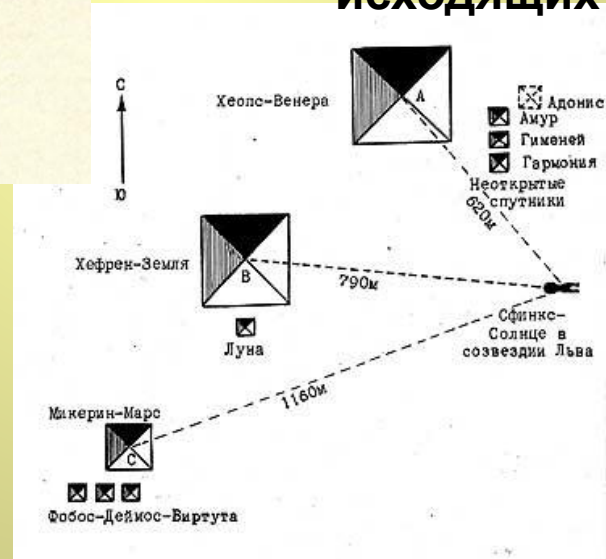 исходящих
С
Ю
Хеопс-Венера
А
Адонис
Амур
Гименей
Гармония
Неоткрытые
спутники
620м
Хефрен-Земля
В
790м
Луна
Сфинкс-
Солнце в
созвездии Льва
1160м
Микерин-Марс
С
Фобос-Деймос-Виртута